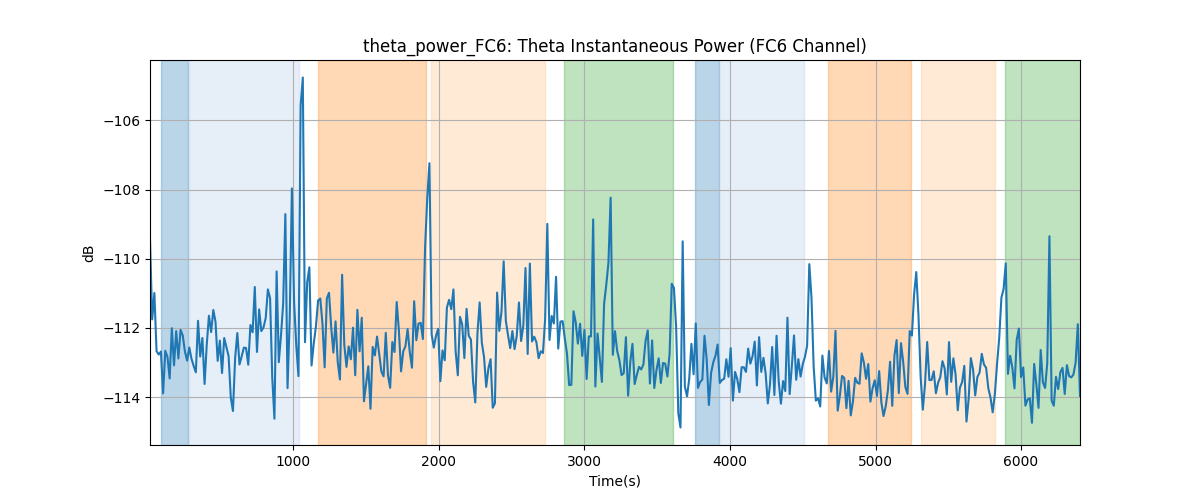 theta_power_FC6: Theta Instantaneous Power (FC6 Channel)
−106
−108
−110
−112
−114
dB
1000 2000 3000 4000 5000 6000
Time(s)